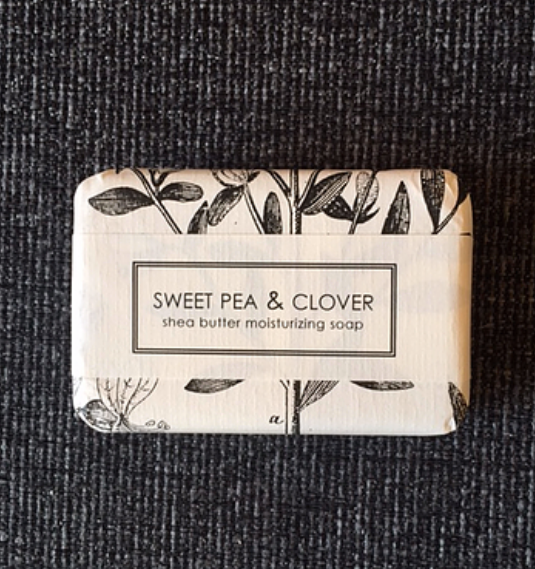 SWEET PEA & CLOVER
shea butter moisturizing soap
a